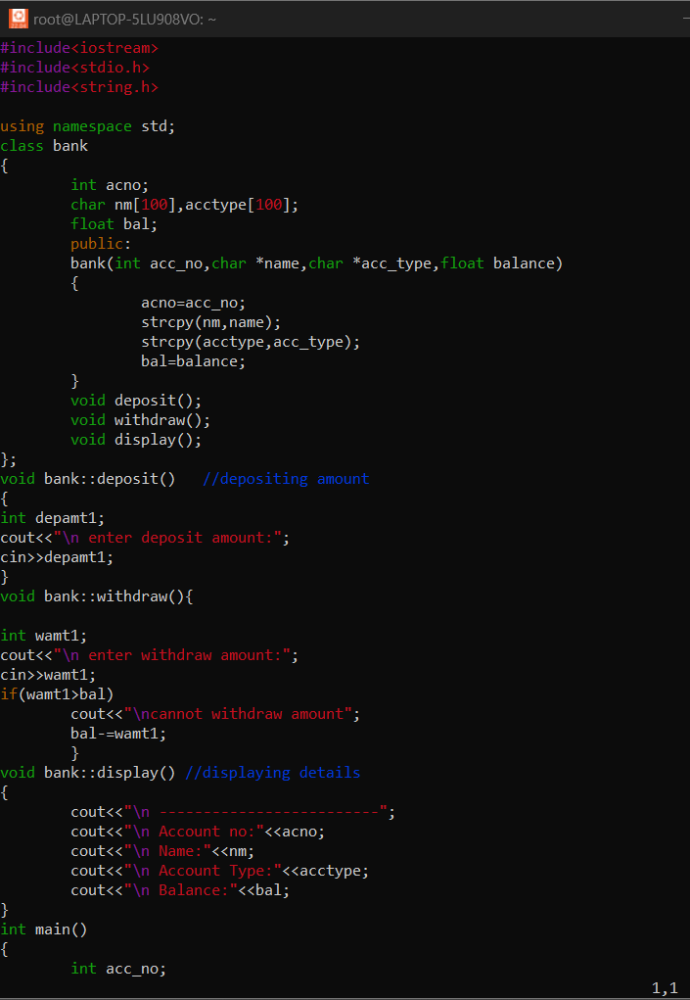 root@LAPTOP-5LU908VO: ~
#include<iostream>
#include<stdio.h>
#include<string.h>

using namespace std;
class bank
{
        int acno;
        char nm[100],acctype[100];
        float bal;
        public:
        bank(int acc_no,char *name,char *acc_type,float balance)
        {
                acno=acc_no;
                strcpy(nm,name);
                strcpy(acctype,acc_type);
                bal=balance;
        }
        void deposit();
        void withdraw();
        void display();
};
void bank::deposit()   //depositing amount
{
int depamt1;
cout<<"\n enter deposit amount:";
cin>>depamt1;
}
void bank::withdraw(){

int wamt1;
cout<<"\n enter withdraw amount:";
cin>>wamt1;
if(wamt1>bal)
        cout<<"\ncannot withdraw amount";
        bal-=wamt1;
        }
void bank::display() //displaying details
{
        cout<<"\n -------------------------";
        cout<<"\n Account no:"<<acno;
        cout<<"\n Name:"<<nm;
        cout<<"\n Account Type:"<<acctype;
        cout<<"\n Balance:"<<bal;
}
int main()
{
        int acc_no;
1,1